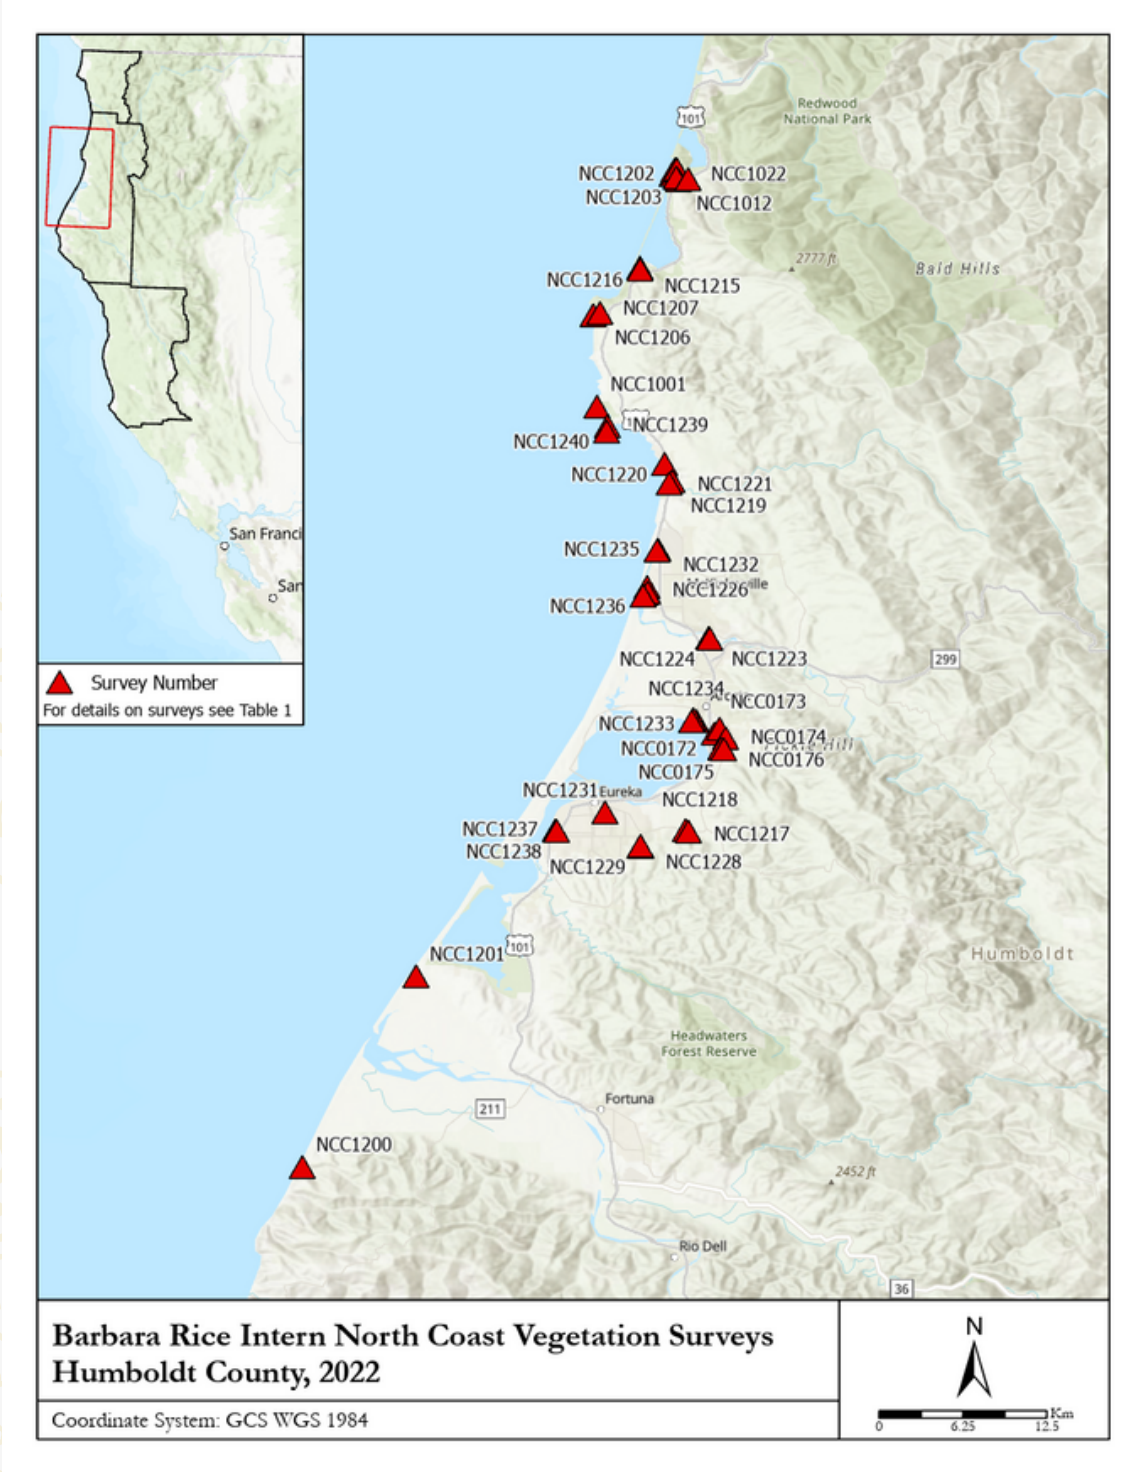 101
Redwood
National Park
NCC1202
NCC1022
NCC1203
NCC1012
2777 ft
Bald Hills
NCC1216
NCC1215
NCC1207
NCC1206
NCC1001
NCC1239
NCC1240
NCC1220
NCC1221
NCC1219
NCC1235
NCC1232
NCC1226
NCC1236
NCC1224
NCC1223
299
NCC1234
NCC0173
NCC1233
NCC0174
NCC0172
NCC0176
NCC0175
NCC1231
Eureka
NCC1218
NCC1237
NCC1217
NCC1238
NCC1229
NCC1228
NCC1201
101
Humboldt
Headwaters
Forest Reserve
211
Fortuna
NCC1200
2452 ft
Rio Dell
36
San Franci
San
Survey Number
For details on surveys see Table 1
Barbara Rice Intern North Coast Vegetation Surveys
Humboldt County, 2022
Coordinate System: GCS WGS 1984
N
Km
0 6.25 12.5